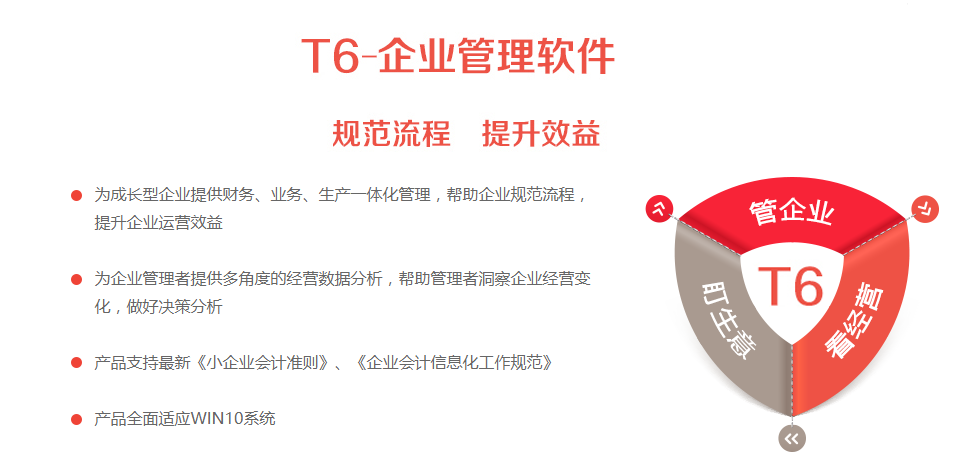 T6-企业管理软件
规范流程 提升效益
为成长型企业提供财务、业务、生产一体化管理，帮助企业规范流程，
提升企业运营效益
为企业管理者提供多角度的经营数据分析，帮助管理者洞察企业经营变
化，做好决策分析
产品支持最新《小企业会计准则》、《企业会计信息化工作规范》
产品全面适应WIN10系统
管企业
盯生意
T6
看经营